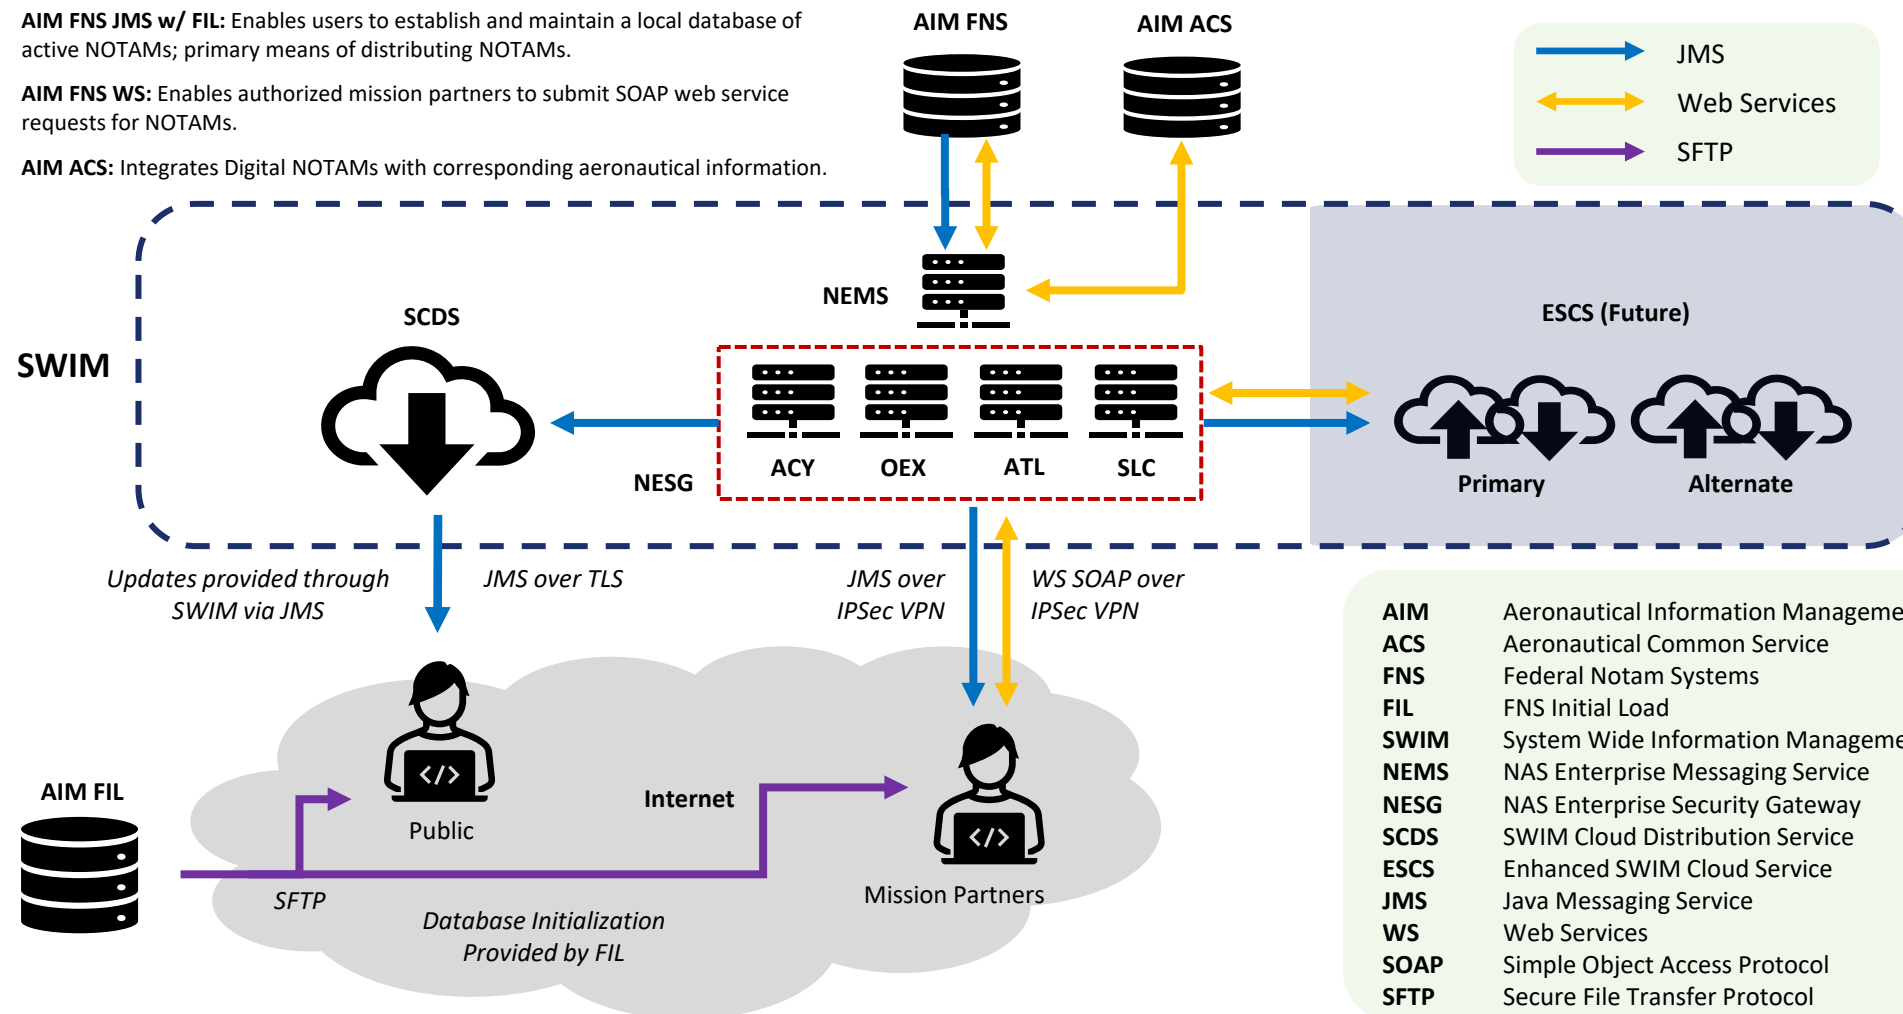 AIM FNS JMS w/ FIL: Enables users to establish and maintain a local database of
active NOTAMs; primary means of distributing NOTAMs.
AIM FNS WS: Enables authorized mission partners to submit SOAP web service
requests for NOTAMs.
AIM ACS: Integrates Digital NOTAMs with corresponding aeronautical information.
AIM FNS
AIM ACS
JMS
Web Services
SFTP
SWIM
SCDS
NEMS
NESG
ACY
OEX
ATL
SLC
ESCS (Future)
Primary
Alternate
Updates provided through
SWIM via JMS
JMS over TLS
JMS over
IPSec VPN
WS SOAP over
IPSec VPN
AIM FIL
Public
</>
Internet
</>
Mission Partners
SFTP
Database Initialization
Provided by FIL
AIM Aeronautical Information Manageme
ACS Aeronautical Common Service
FNS Federal Notam Systems
FIL FNS Initial Load
SWIM System Wide Information Manageme
NEMS NAS Enterprise Messaging Service
NESG NAS Enterprise Security Gateway
SCDS SWIM Cloud Distribution Service
ESCS Enhanced SWIM Cloud Service
JMS Java Messaging Service
WS Web Services
SOAP Simple Object Access Protocol
SFTP Secure File Transfer Protocol